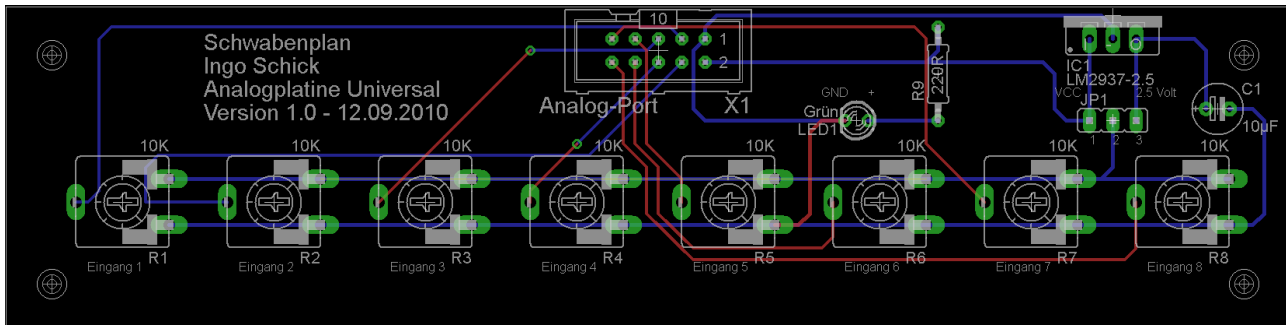 Schwabenplan
Ingo Schick
Analogplatine Universal
Version 1.0 - 12.09.2010
10
1
2
Analog-Port
X1
GND
+
Grün
LED1
R9
220R
IC1
LM2937-2.5
VCC
2.5 Volt
JP1
1
2
3
C1
10µF
10K
10K
10K
10K
10K
10K
10K
10K
R1
R2
R3
R4
R5
R6
R7
R8
Eingang 1
Eingang 2
Eingang 3
Eingang 4
Eingang 5
Eingang 6
Eingang 7
Eingang 8